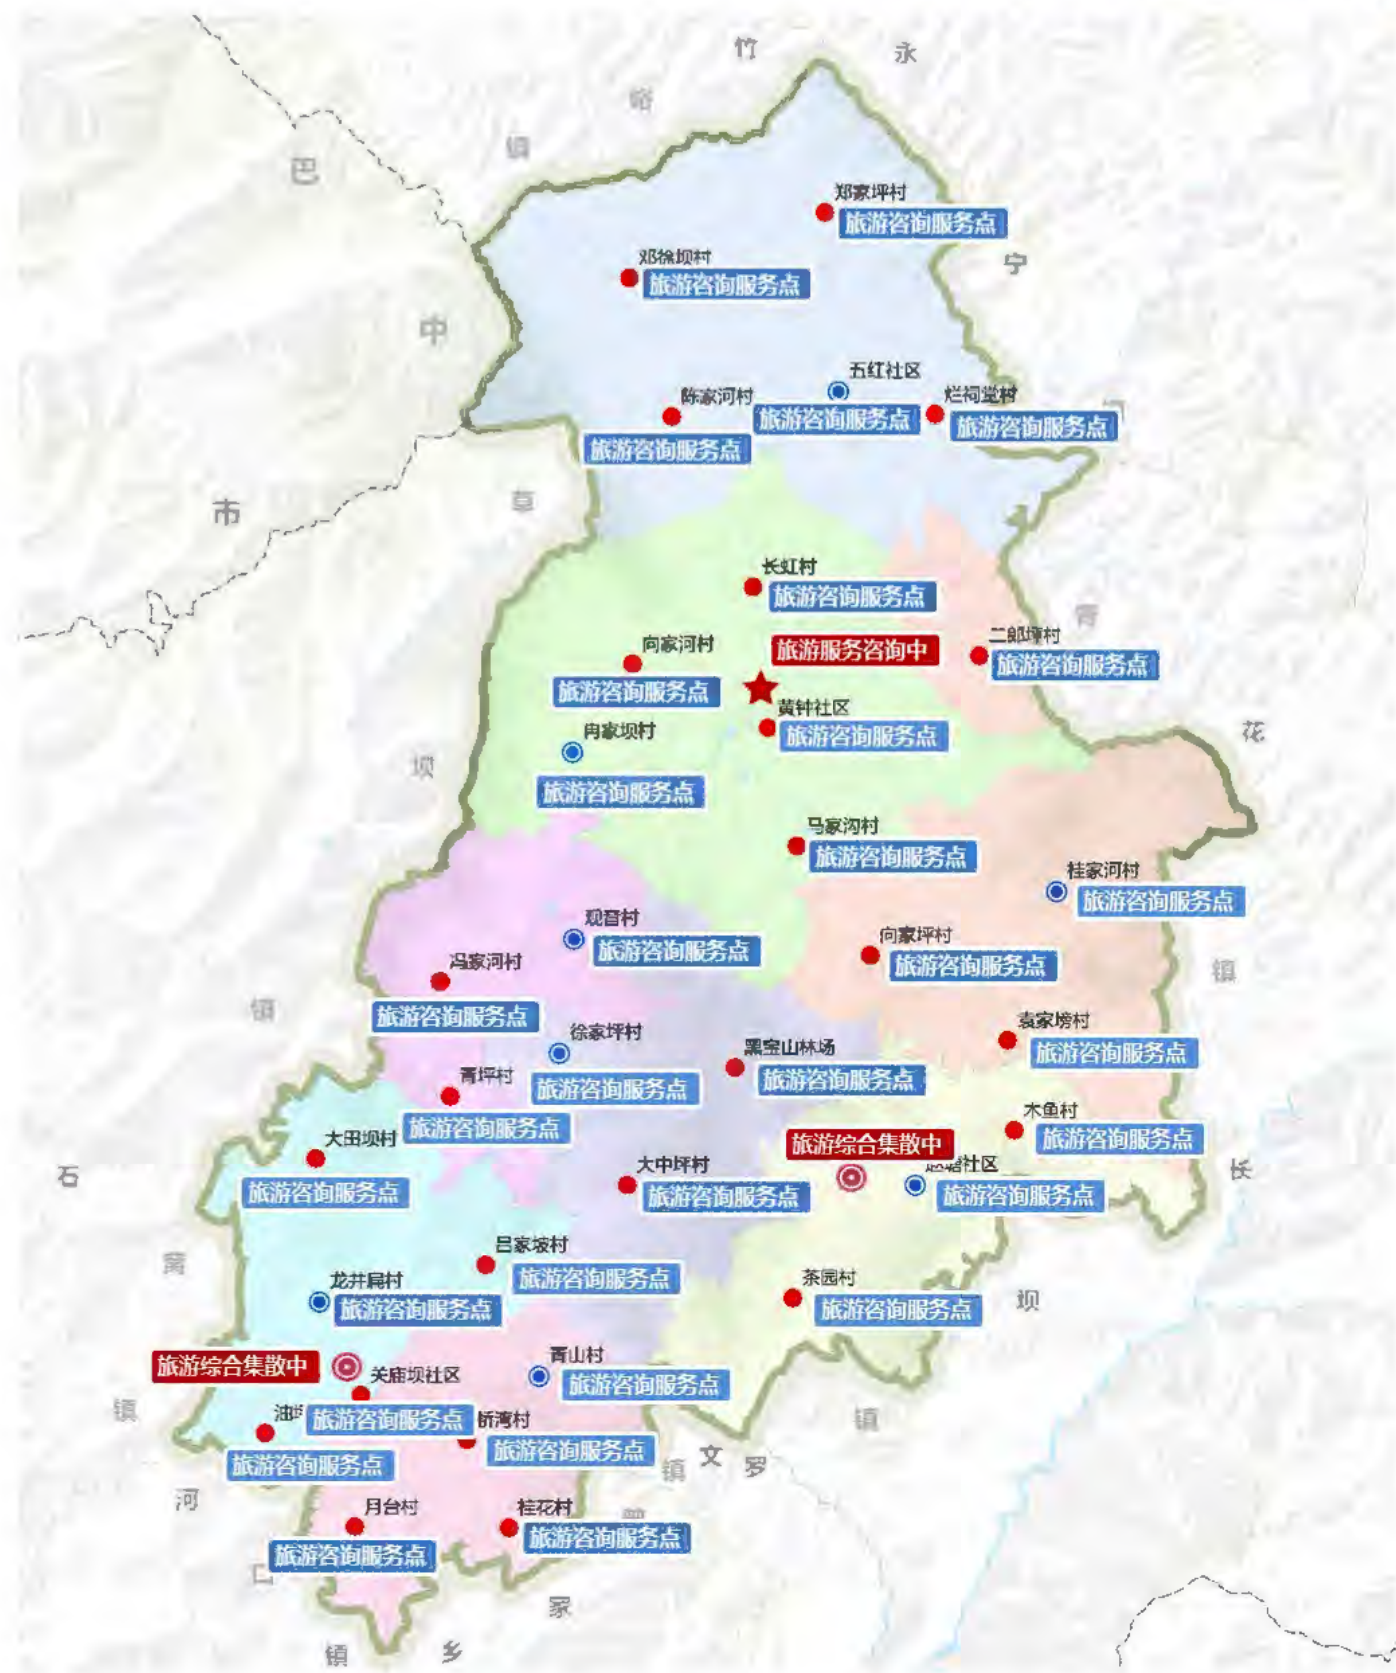 竹
永
峪
镇
巴
郑家坪村
旅游咨询服务点
邓徐坝村
旅游咨询服务点
宁
中
五红社区
旅游咨询服务点
陈家河村
旅游咨询服务点
烂祠堂村
旅游咨询服务点
市
草
长虹村
旅游咨询服务点
青
向家河村
旅游咨询服务点
旅游服务咨询中
二郎坪村
旅游咨询服务点
黄钟社区
旅游咨询服务点
冉家坝村
旅游咨询服务点
花
坝
马家沟村
旅游咨询服务点
桂家河村
旅游咨询服务点
观音村
旅游咨询服务点
向家坪村
旅游咨询服务点
冯家河村
旅游咨询服务点
镇
镇
徐家坪村
旅游咨询服务点
黑宝山林场
旅游咨询服务点
袁家塝村
旅游咨询服务点
青坪村
旅游咨询服务点
木鱼村
旅游咨询服务点
大田坝村
旅游咨询服务点
旅游综合集散中
社区
旅游咨询服务点
大中坪村
旅游咨询服务点
石
长
吕家坡村
旅游咨询服务点
窝
龙井扁村
旅游咨询服务点
茶园村
旅游咨询服务点
坝
旅游综合集散中
关庙坝社区
旅游咨询服务点
青山村
旅游咨询服务点
镇
油
旅游咨询服务点
桥湾村
旅游咨询服务点
镇
文
罗
镇
河
月台村
旅游咨询服务点
桂花村
旅游咨询服务点
口
家
镇
乡